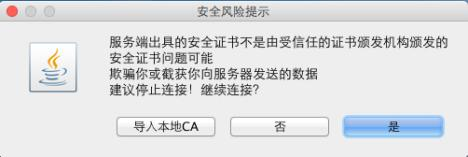 安全风险提示
服务端出具的安全证书不是由受信任的证书颁发机构颁发的
安全证书问题可能
欺骗你或截获你向服务器发送的数据
建议停止连接！继续连接？
导入本地CA
否
是